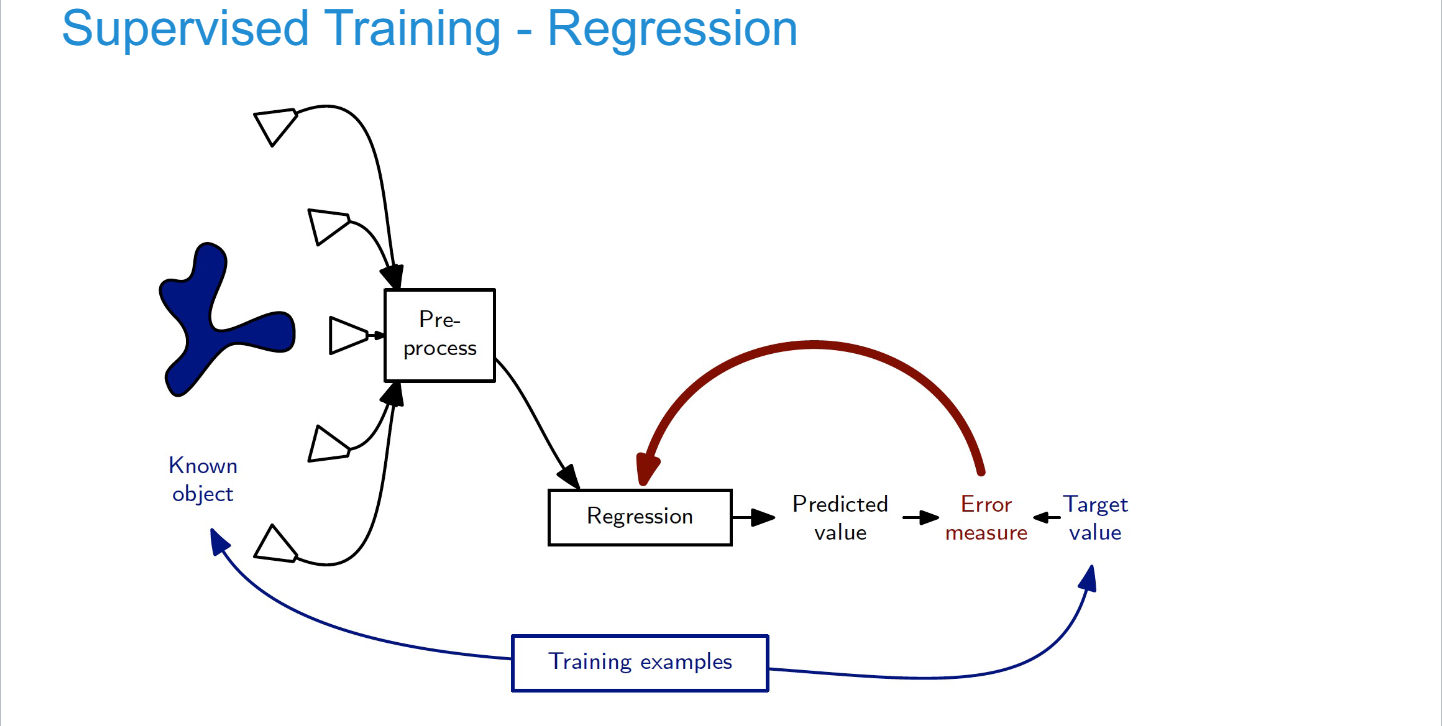 Supervised Training - Regression
Pre-
process
Known
object
Regression
Predicted
value
Error
measure
Target
value
Training examples